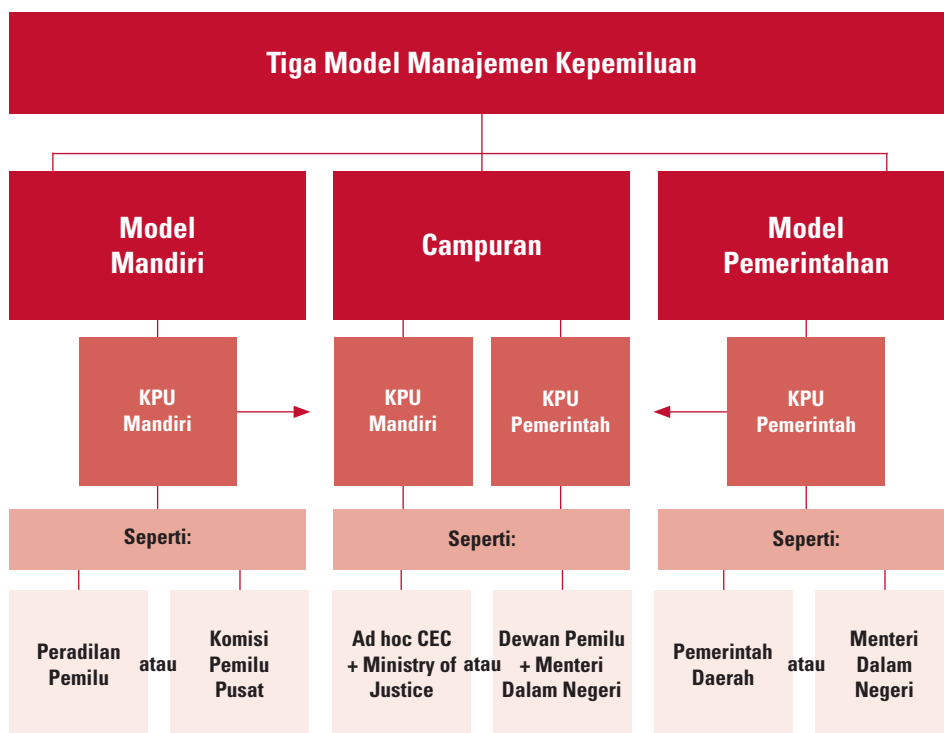 Tiga Model Manajemen Kepemiluan
Model
Mandiri
Campuran
Model
Pemerintahan
KPU
Mandiri
KPU
Mandiri
KPU
Pemerintah
KPU
Pemerintah
Seperti:
Seperti:
Seperti:
Peradilan
Pemilu
atau
Komisi
Pemilu
Pusat
Ad hoc CEC
+ Ministry of
Justice
atau
Dewan Pemilu
+ Menteri
Dalam Negeri
Pemerintah
Daerah
atau
Menteri
Dalam
Negeri